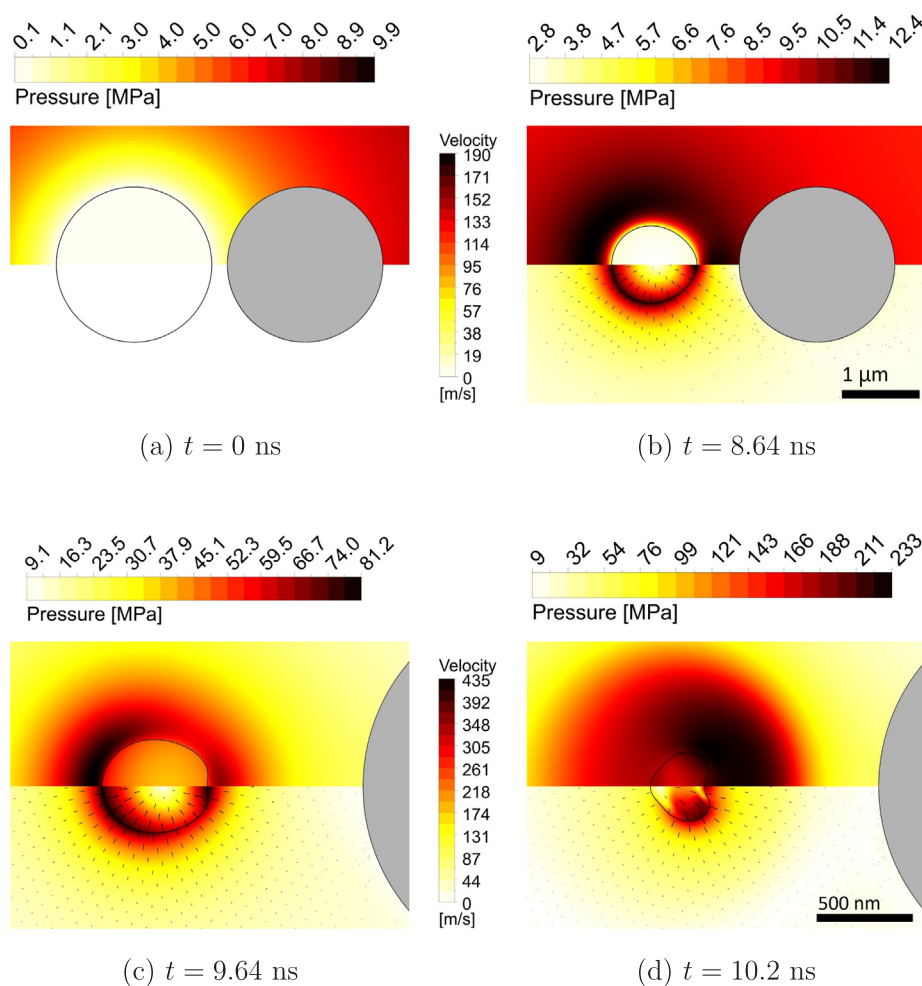 0.1 1.1 2.1 3.0 4.0 5.0 6.0 7.0 8.0 8.9 9.9
Pressure [MPa]
2.8 3.8 4.7 5.7 6.6 7.6 8.5 9.5 10.5 11.4 12.4
Pressure [MPa]
Velocity
190
171
152
133
114
95
76
57
38
19
0
[m/s]
1 µm
(a) t = 0 ns
(b) t = 8.64 ns
9.1 16.3 23.5 30.7 37.9 45.1 52.3 59.5 66.7 74.0 81.2
Pressure [MPa]
9 32 54 76 99 121 143 166 188 211 233
Pressure [MPa]
Velocity
435
392
348
305
261
218
174
131
87
44
0
[m/s]
500 nm
(c) t = 9.64 ns
(d) t = 10.2 ns